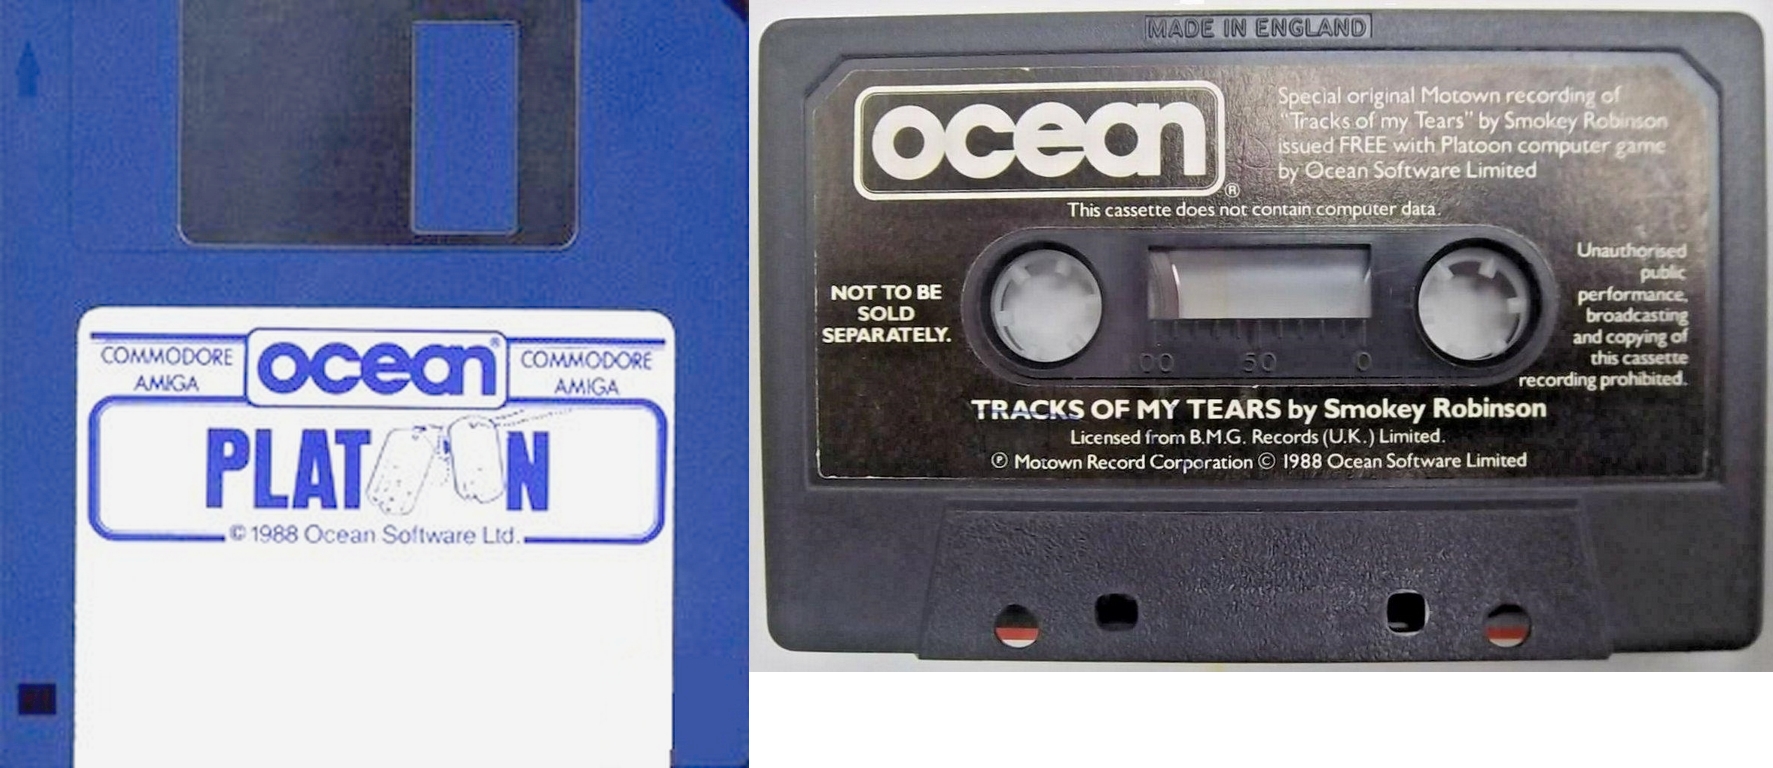 COMMODORE
AMIGA
ocean®
COMMODORE
AMIGA
PLATOON
© 1988 Ocean Software Ltd.
MADE IN ENGLAND
ocean®
Special original Motown recording of
"Tracks of my Tears" by Smokey Robinson
issued FREE with Platoon computer game
by Ocean Software Limited
This cassette does not contain computer data.
NOT TO BE
SOLD
SEPARATELY.
Unauthorised
public
performance,
broadcasting
and copying of
this cassette
recording prohibited.
00 50 0
TRACKS OF MY TEARS by Smokey Robinson
Licensed from B.M.G. Records (U.K.) Limited.
℗ Motown Record Corporation © 1988 Ocean Software Limited